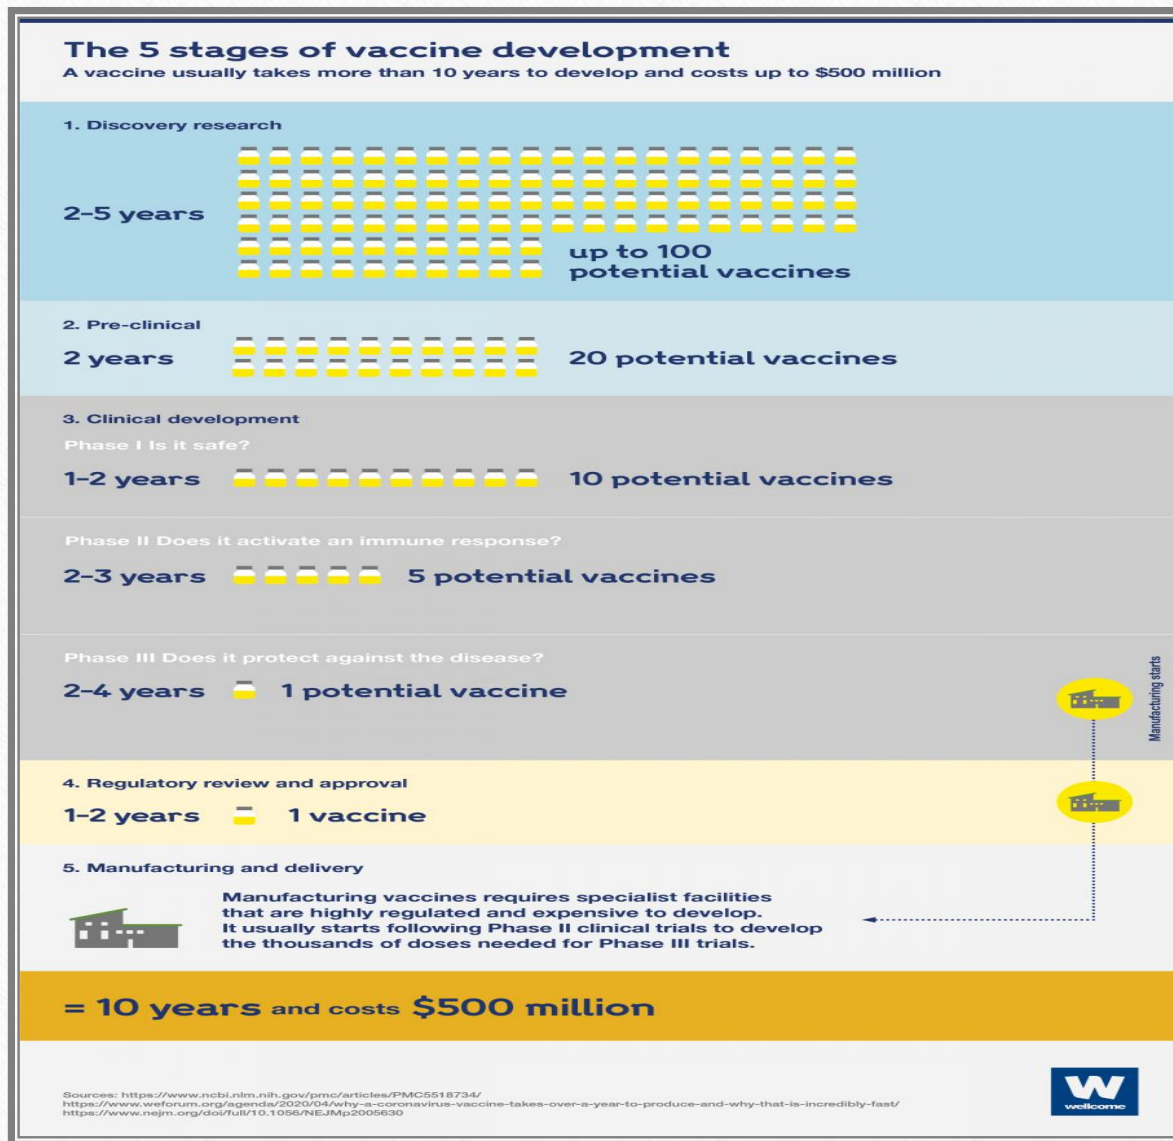 The 5 stages of vaccine development
A vaccine usually takes more than 10 years to develop and costs up to $500 million
1. Discovery research
2-5 years
up to 100
potential vaccines
2. Pre-clinical
2 years
20 potential vaccines
3. Clinical development
Phase I Is it safe?
1-2 years
10 potential vaccines
Phase II Does it activate an immune response?
2-3 years
5 potential vaccines
Phase III Does it protect against the disease?
2-4 years
1 potential vaccine
Manufacturing starts
4. Regulatory review and approval
1-2 years
1 vaccine
5. Manufacturing and delivery
Manufacturing vaccines requires specialist facilities
that are highly regulated and expensive to develop.
It usually starts following Phase II clinical trials to develop
the thousands of doses needed for Phase III trials.
= 10 years and costs $500 million
Sources: https://www.ncbi.nlm.nih.gov/pmc/articles/PMC5518734/
https://www.weforum.org/agenda/2020/04/why-a-coronavirus-vaccine-takes-over-a-year-to-produce-and-why-that-is-incredibly-fast/
https://www.nejm.org/doi/full/10.1056/NEJMp2005630
W
wellcome